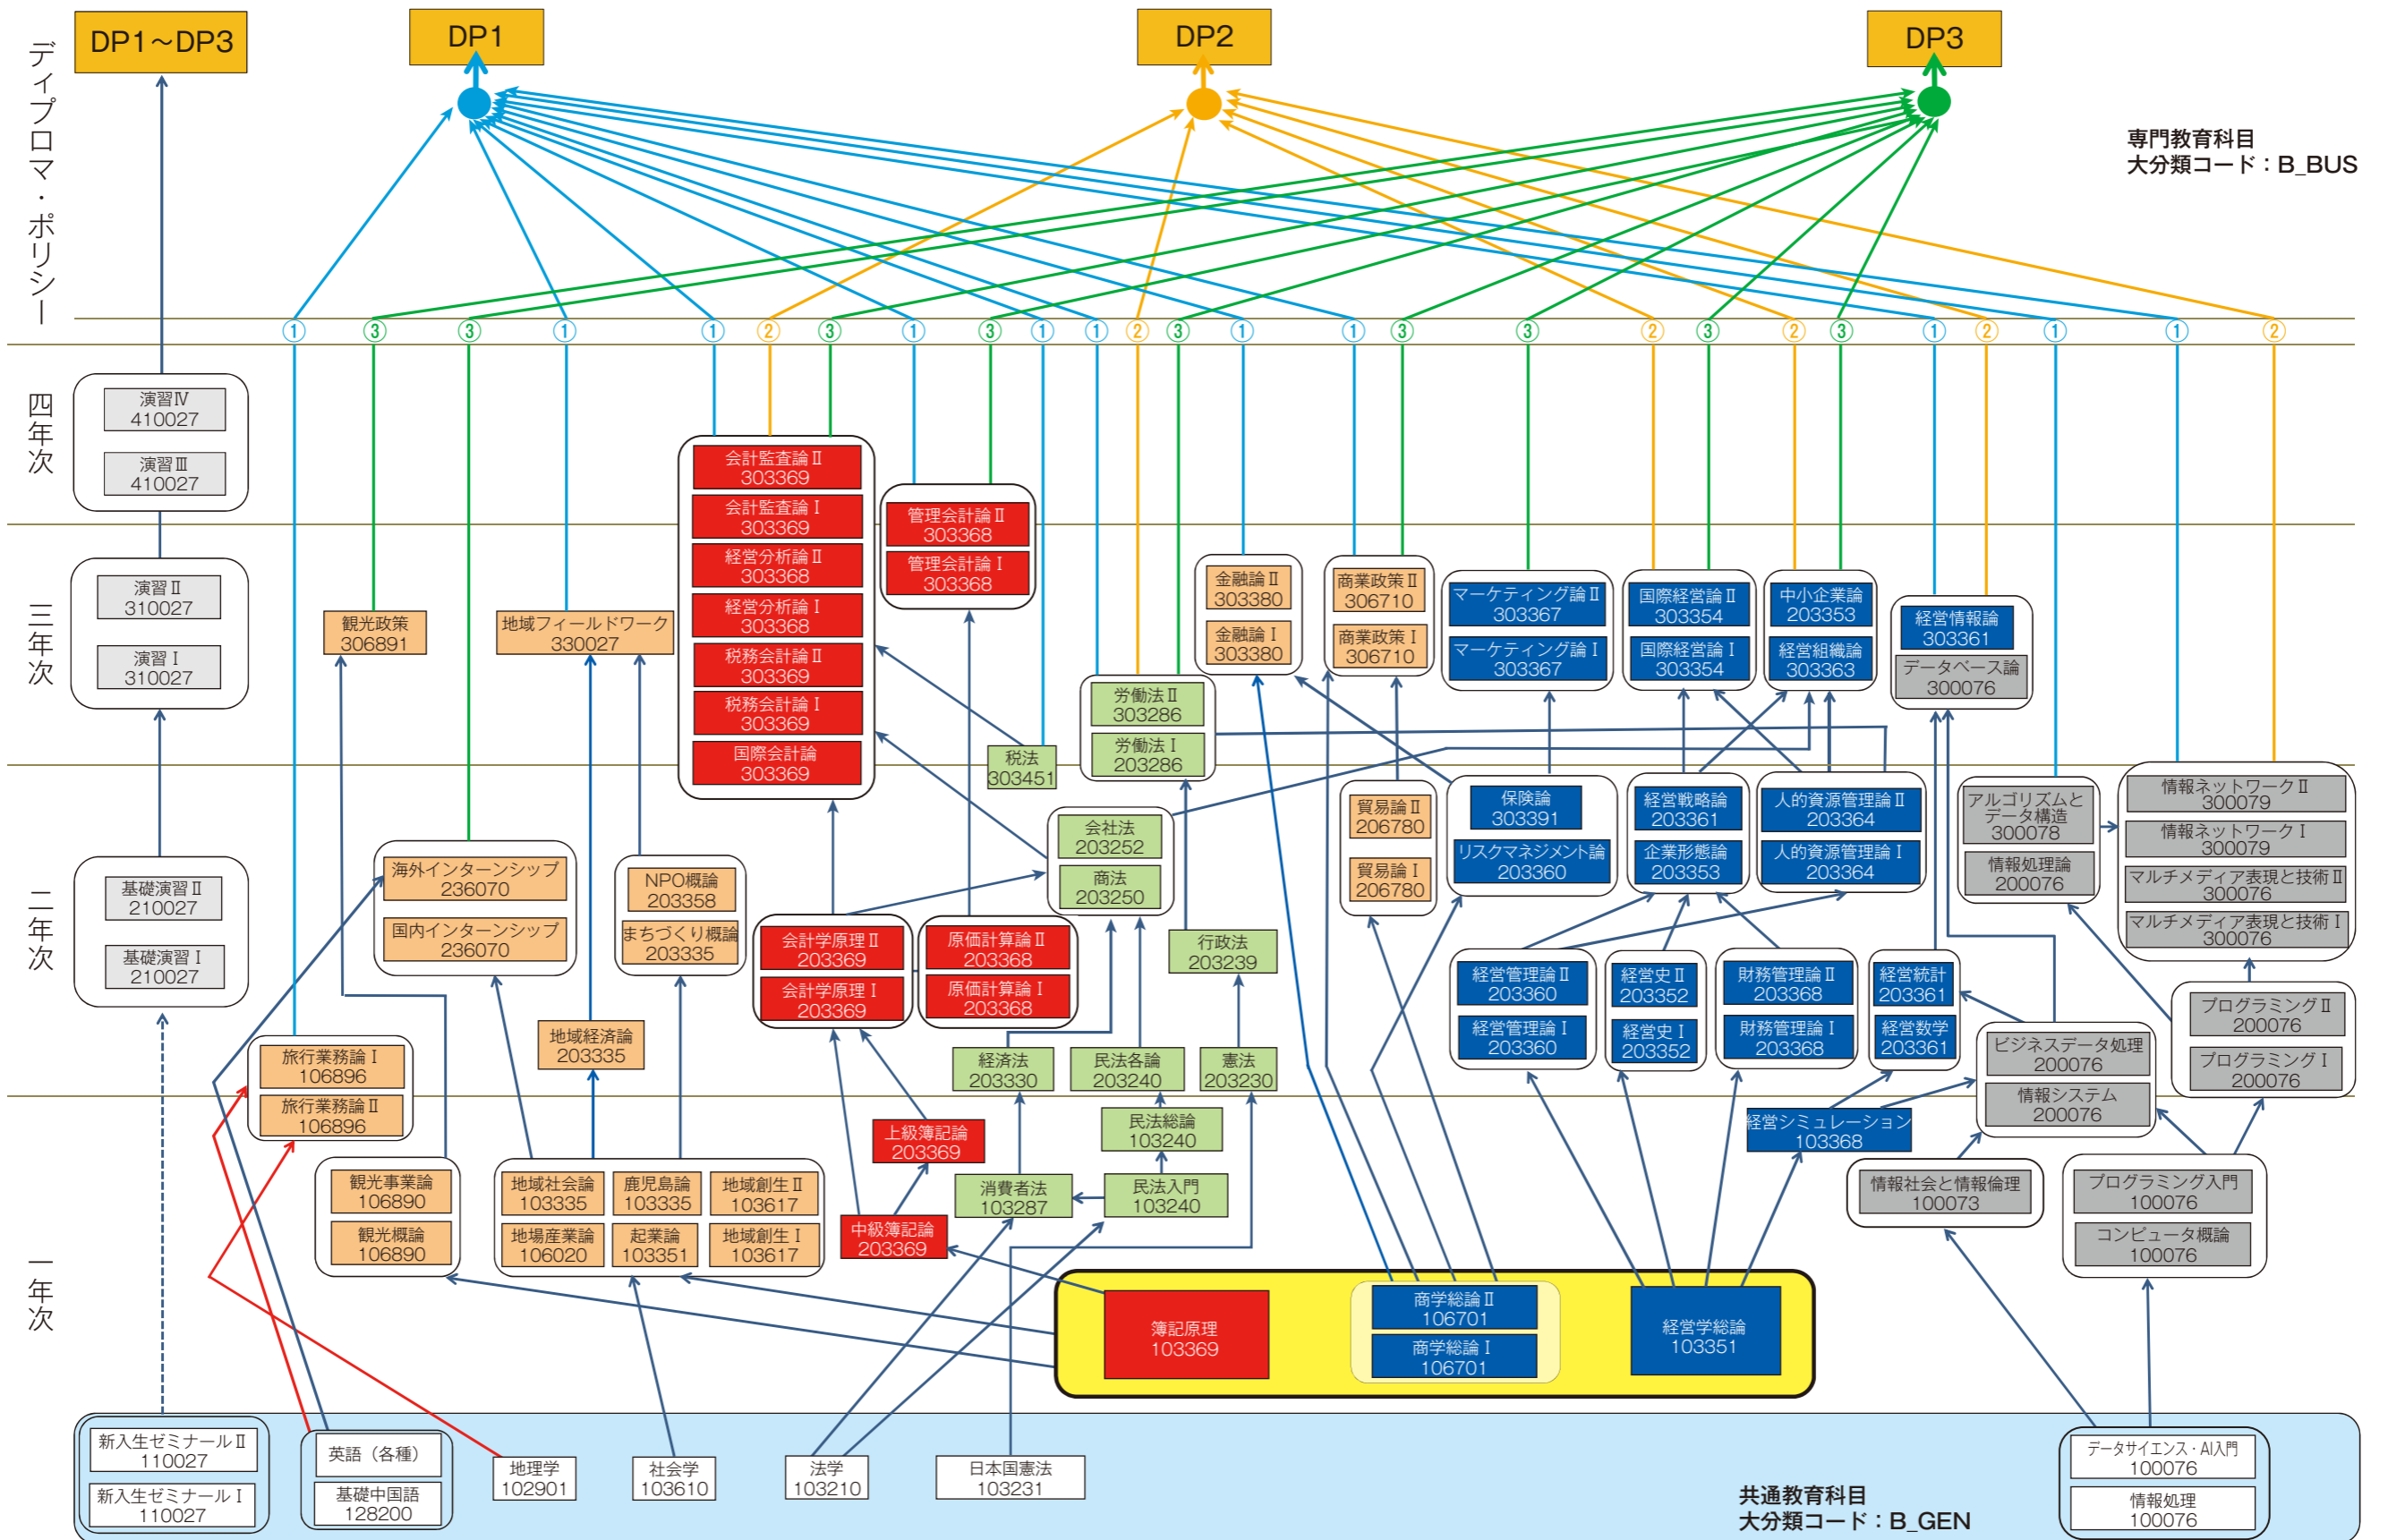 ディプロマ・ポリシー
DP1～DP3
DP1
DP2
DP3
専門教育科目
大分類コード：B_BUS
①
③
③
①
①
②
③
①
③
①
①
②
③
①
①
③
③
②
③
②
③
①
②
①
①
②
四年次
演習Ⅳ
410027
演習Ⅲ
410027
会計監査論Ⅱ
303369
会計監査論Ⅰ
303369
経営分析論Ⅱ
303368
経営分析論Ⅰ
303368
税務会計論Ⅱ
303369
税務会計論Ⅰ
303369
国際会計論
303369
管理会計論Ⅱ
303368
管理会計論Ⅰ
303368
三年次
演習Ⅱ
310027
演習Ⅰ
310027
観光政策
306891
地域フィールドワーク
330027
税法
303451
労働法Ⅱ
303286
労働法Ⅰ
203286
金融論Ⅱ
303380
金融論Ⅰ
303380
商業政策Ⅱ
306710
商業政策Ⅰ
306710
マーケティング論Ⅱ
303367
マーケティング論Ⅰ
303367
国際経営論Ⅱ
303354
国際経営論Ⅰ
303354
中小企業論
203353
経営組織論
303363
経営情報論
303361
データベース論
300076
二年次
基礎演習Ⅱ
210027
基礎演習Ⅰ
210027
海外インターンシップ
236070
国内インターンシップ
236070
NPO概論
203358
まちづくり概論
203335
地域経済論
203335
旅行業務論Ⅰ
106896
旅行業務論Ⅱ
106896
会計学原理Ⅱ
203369
会計学原理Ⅰ
203369
原価計算論Ⅱ
203368
原価計算論Ⅰ
203368
会社法
203252
商法
203250
行政法
203239
経済法
203330
民法各論
203240
憲法
203230
貿易論Ⅱ
206780
貿易論Ⅰ
206780
保険論
303391
リスクマネジメント論
203360
経営戦略論
203361
企業形態論
203353
人的資源管理論Ⅱ
203364
人的資源管理論Ⅰ
203364
経営管理論Ⅱ
203360
経営管理論Ⅰ
203360
経営史Ⅱ
203352
経営史Ⅰ
203352
財務管理論Ⅱ
203368
財務管理論Ⅰ
203368
経営統計
203361
経営数学
203361
アルゴリズムと
データ構造
300078
情報処理論
200076
情報ネットワークⅡ
300079
情報ネットワークⅠ
300079
マルチメディア表現と技術Ⅱ
300076
マルチメディア表現と技術Ⅰ
300076
プログラミングⅡ
200076
プログラミングⅠ
200076
ビジネスデータ処理
200076
情報システム
200076
一年次
観光事業論
106890
観光概論
106890
地域社会論
103335
鹿児島論
103335
地域創生Ⅱ
103617
地場産業論
106020
起業論
103351
地域創生Ⅰ
103617
上級簿記論
203369
中級簿記論
203369
消費者法
103287
民法総論
103240
民法入門
103240
経営シミュレーション
103368
情報社会と情報倫理
100073
プログラミング入門
100076
コンピュータ概論
100076
簿記原理
103369
商学総論Ⅱ
106701
商学総論Ⅰ
106701
経営学総論
103351
新入生ゼミナールⅡ
110027
新入生ゼミナールⅠ
110027
英語（各種）
基礎中国語
128200
地理学
102901
社会学
103610
法学
103210
日本国憲法
103231
データサイエンス・AI入門
100076
情報処理
100076
共通教育科目
大分類コード：B_GEN